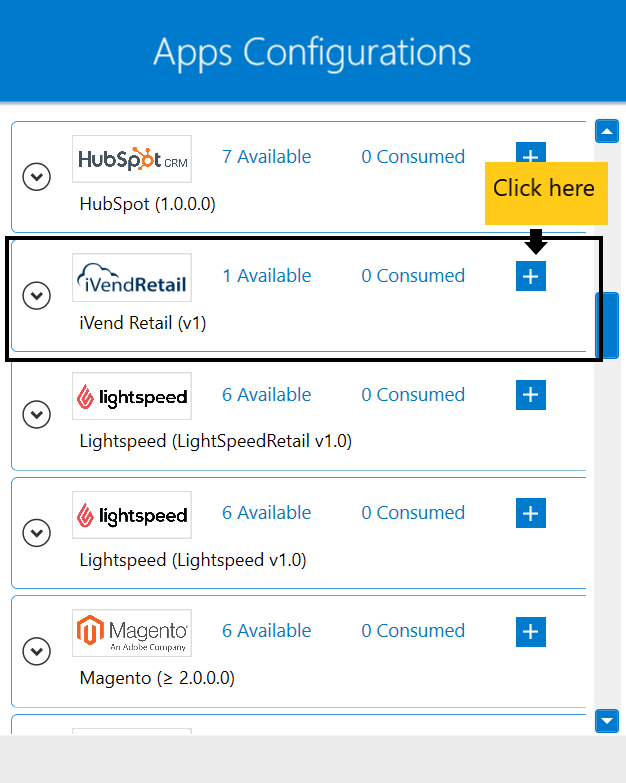 Apps Configurations
HubSpot CRM 7 Available 0 Consumed
Click here
HubSpot (1.0.0.0)
iVendRetail 1 Available 0 Consumed
iVend Retail (v1)
lightspeed 6 Available 0 Consumed
Lightspeed (LightSpeedRetail v1.0)
lightspeed 6 Available 0 Consumed
Lightspeed (Lightspeed v1.0)
Magento 6 Available 0 Consumed
An Adobe Company
Magento (≥ 2.0.0.0)